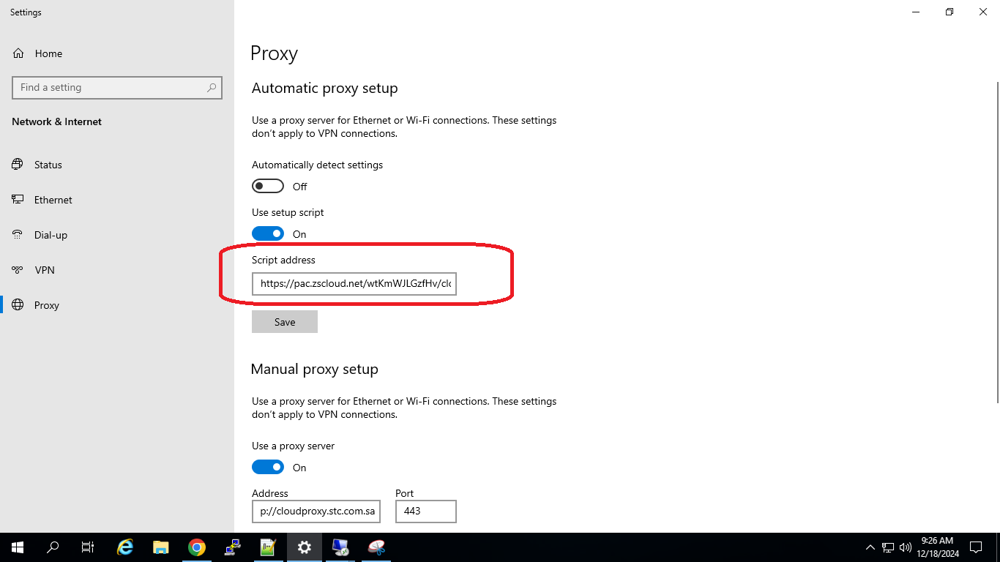 Settings
Home
Find a setting
Network & Internet
Status
Ethernet
Dial-up
VPN
Proxy
Proxy
Automatic proxy setup
Use a proxy server for Ethernet or Wi-Fi connections. These settings
don't apply to VPN connections.
Automatically detect settings
Off
Use setup script
On
Script address
https://pac.zscloud.net/wtKmWJLGzfHv/clo
Save
Manual proxy setup
Use a proxy server for Ethernet or Wi-Fi connections. These settings
don't apply to VPN connections.
Use a proxy server
On
Address Port
p://cloudproxy.stc.com.sa 443
9:26 AM
12/18/2024